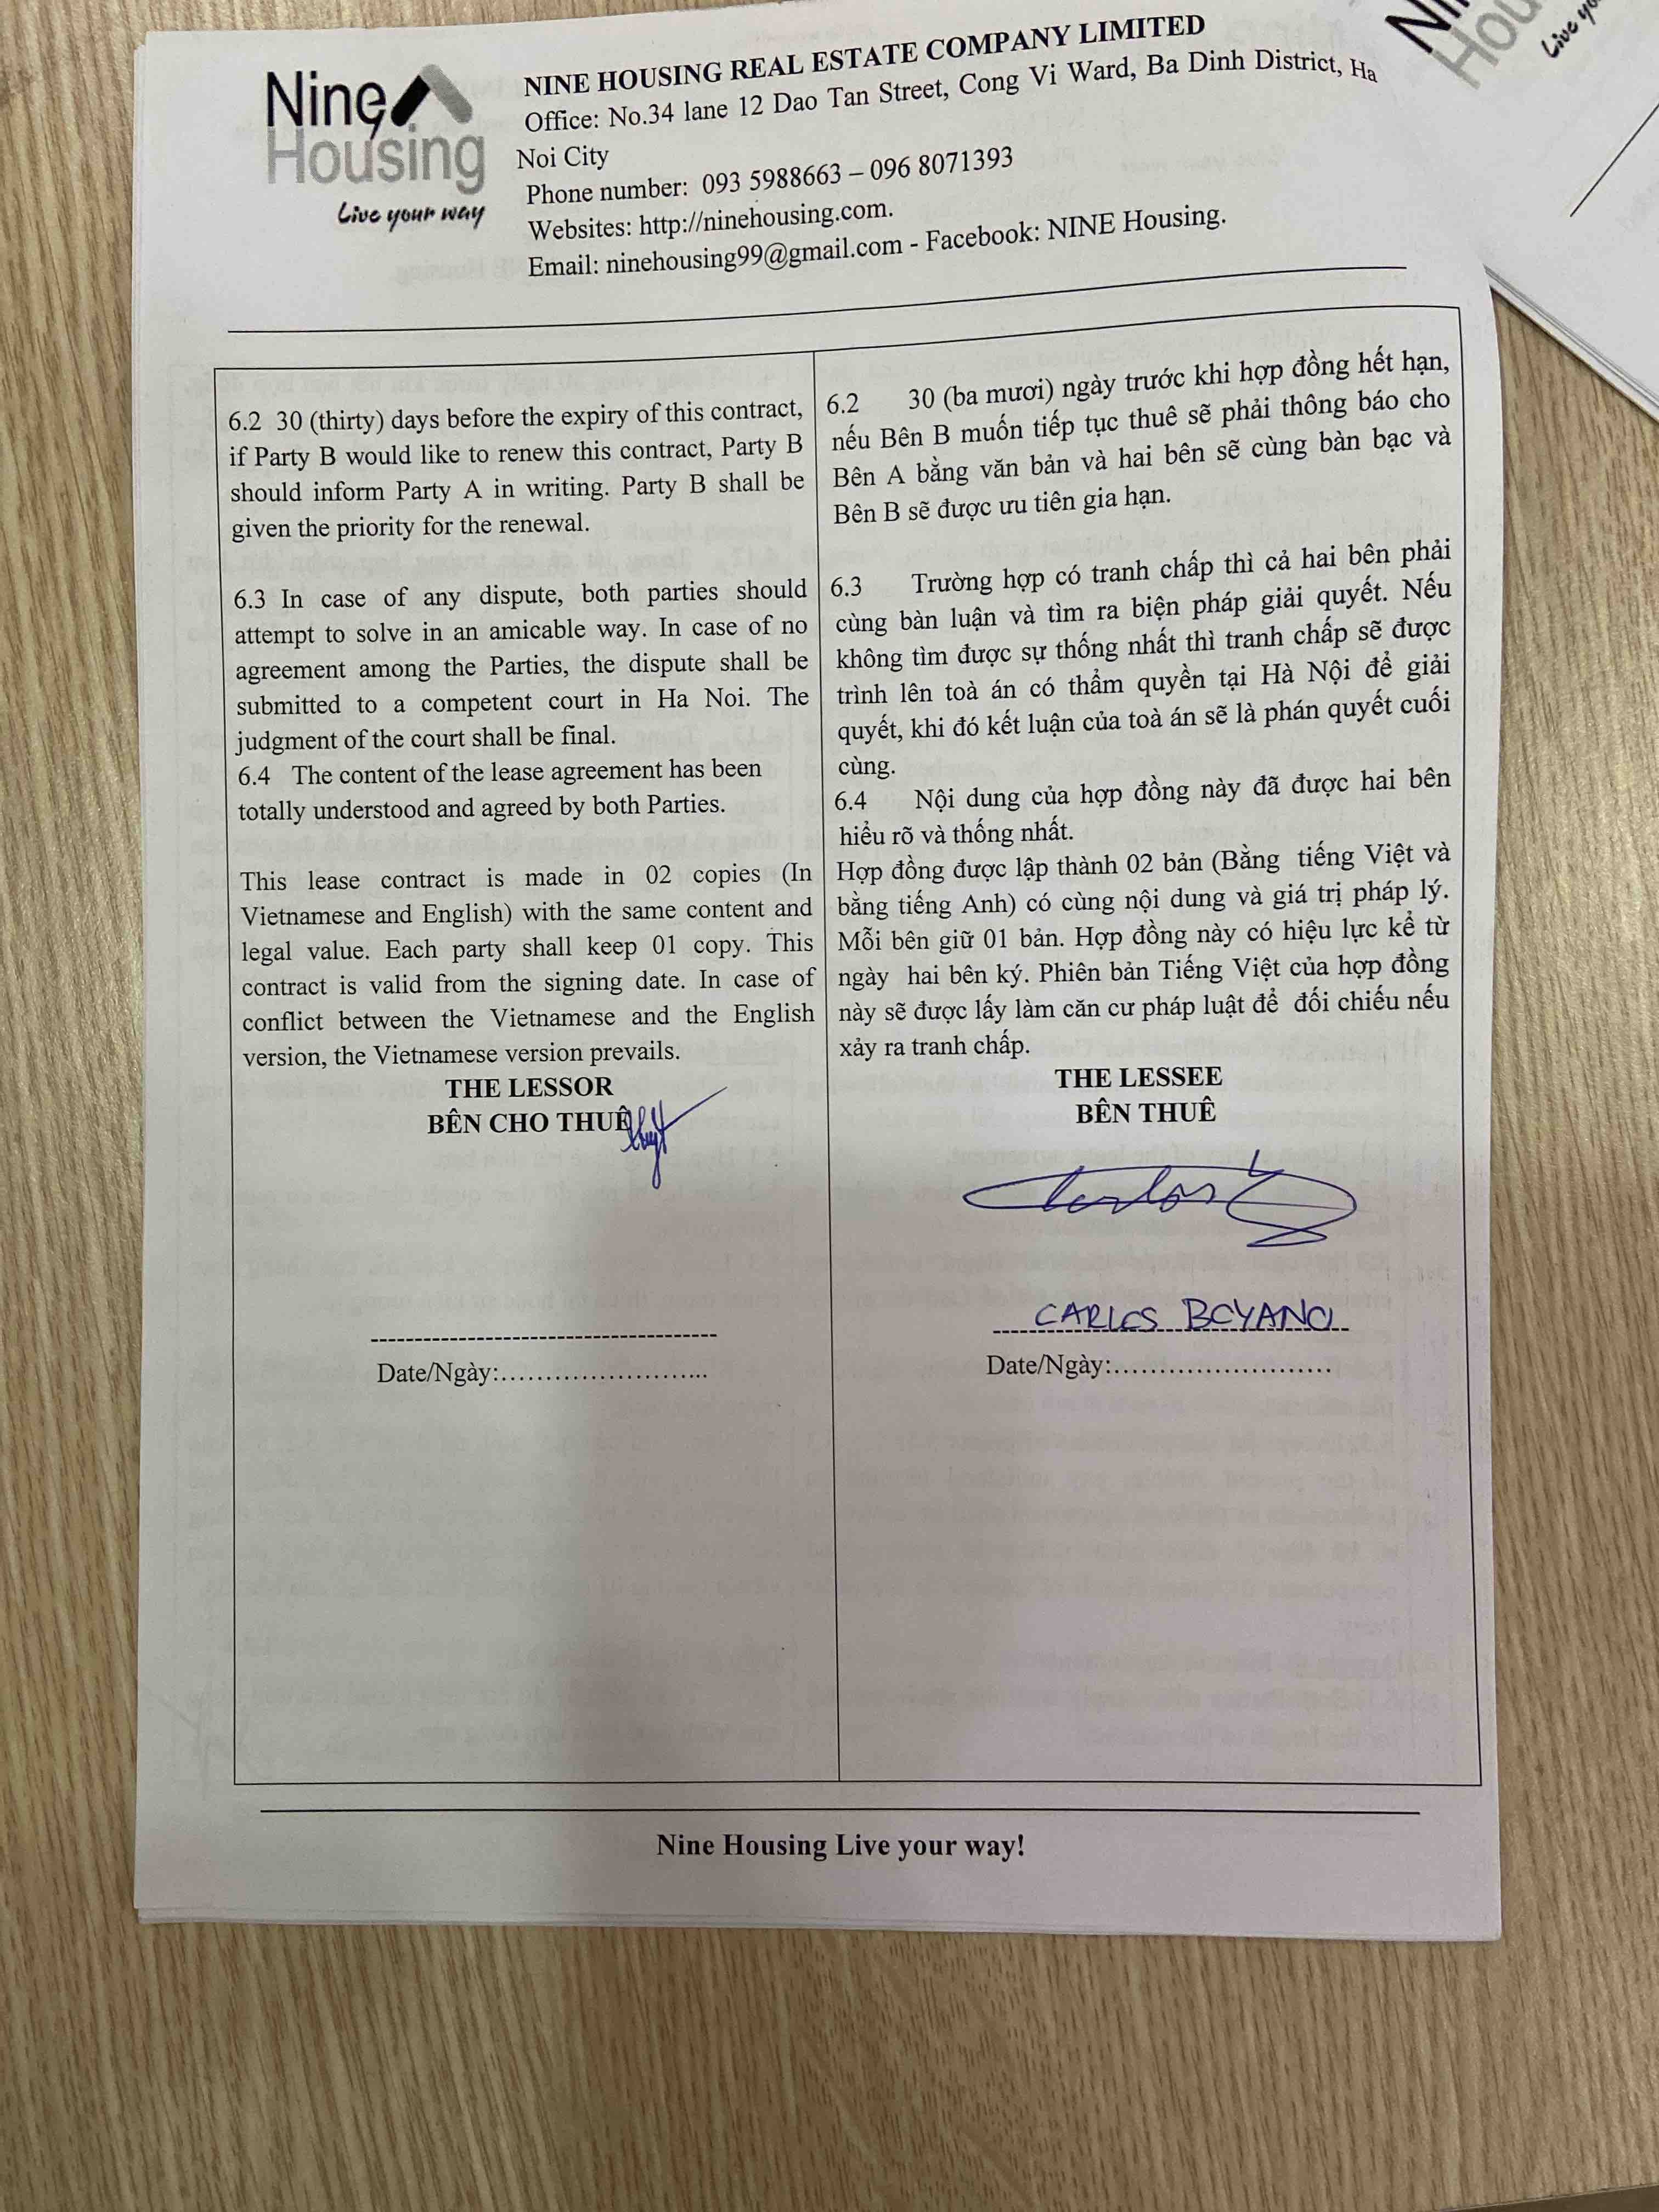 Nine
Housing
Live your way
NINE HOUSING REAL ESTATE COMPANY LIMITED
Office: No.34 lane 12 Dao Tan Street, Cong Vi Ward, Ba Dinh District, Ha
Noi City
Phone number: 093 5988663 – 096 8071393
Websites: http://ninehousing.com.
Email: ninehousing99@gmail.com - Facebook: NINE Housing.
6.2 30 (thirty) days before the expiry of this contract,
if Party B would like to renew this contract, Party B
should inform Party A in writing. Party B shall be
given the priority for the renewal.
6.3 In case of any dispute, both parties should
attempt to solve in an amicable way. In case of no
agreement among the Parties, the dispute shall be
submitted to a competent court in Ha Noi. The
judgment of the court shall be final.
6.4 The content of the lease agreement has been
totally understood and agreed by both Parties.
This lease contract is made in 02 copies (In
Vietnamese and English) with the same content and
legal value. Each party shall keep 01 copy. This
contract is valid from the signing date. In case of
conflict between the Vietnamese and the English
version, the Vietnamese version prevails.
THE LESSOR
BÊN CHO THUÊ
Date/Ngày:……………………..
6.2 30 (ba mươi) ngày trước khi hợp đồng hết hạn,
nếu Bên B muốn tiếp tục thuê sẽ phải thông báo cho
Bên A bằng văn bản và hai bên sẽ cùng bàn bạc và
Bên B sẽ được ưu tiên gia hạn.
6.3 Trường hợp có tranh chấp thì cả hai bên phải
cùng bàn luận và tìm ra biện pháp giải quyết. Nếu
không tìm được sự thống nhất thì tranh chấp sẽ được
trình lên toà án có thẩm quyền tại Hà Nội để giải
quyết, khi đó kết luận của toà án sẽ là phán quyết cuối
cùng.
6.4 Nội dung của hợp đồng này đã được hai bên
hiểu rõ và thống nhất.
Hợp đồng được lập thành 02 bản (Bằng tiếng Việt và
bằng tiếng Anh) có cùng nội dung và giá trị pháp lý.
Mỗi bên giữ 01 bản. Hợp đồng này có hiệu lực kể từ
ngày hai bên ký. Phiên bản Tiếng Việt của hợp đồng
này sẽ được lấy làm căn cư pháp luật để đối chiếu nếu
xảy ra tranh chấp.
THE LESSEE
BÊN THUÊ
CARLOS BOYANO
Date/Ngày:……………………
Nine Housing Live your way!